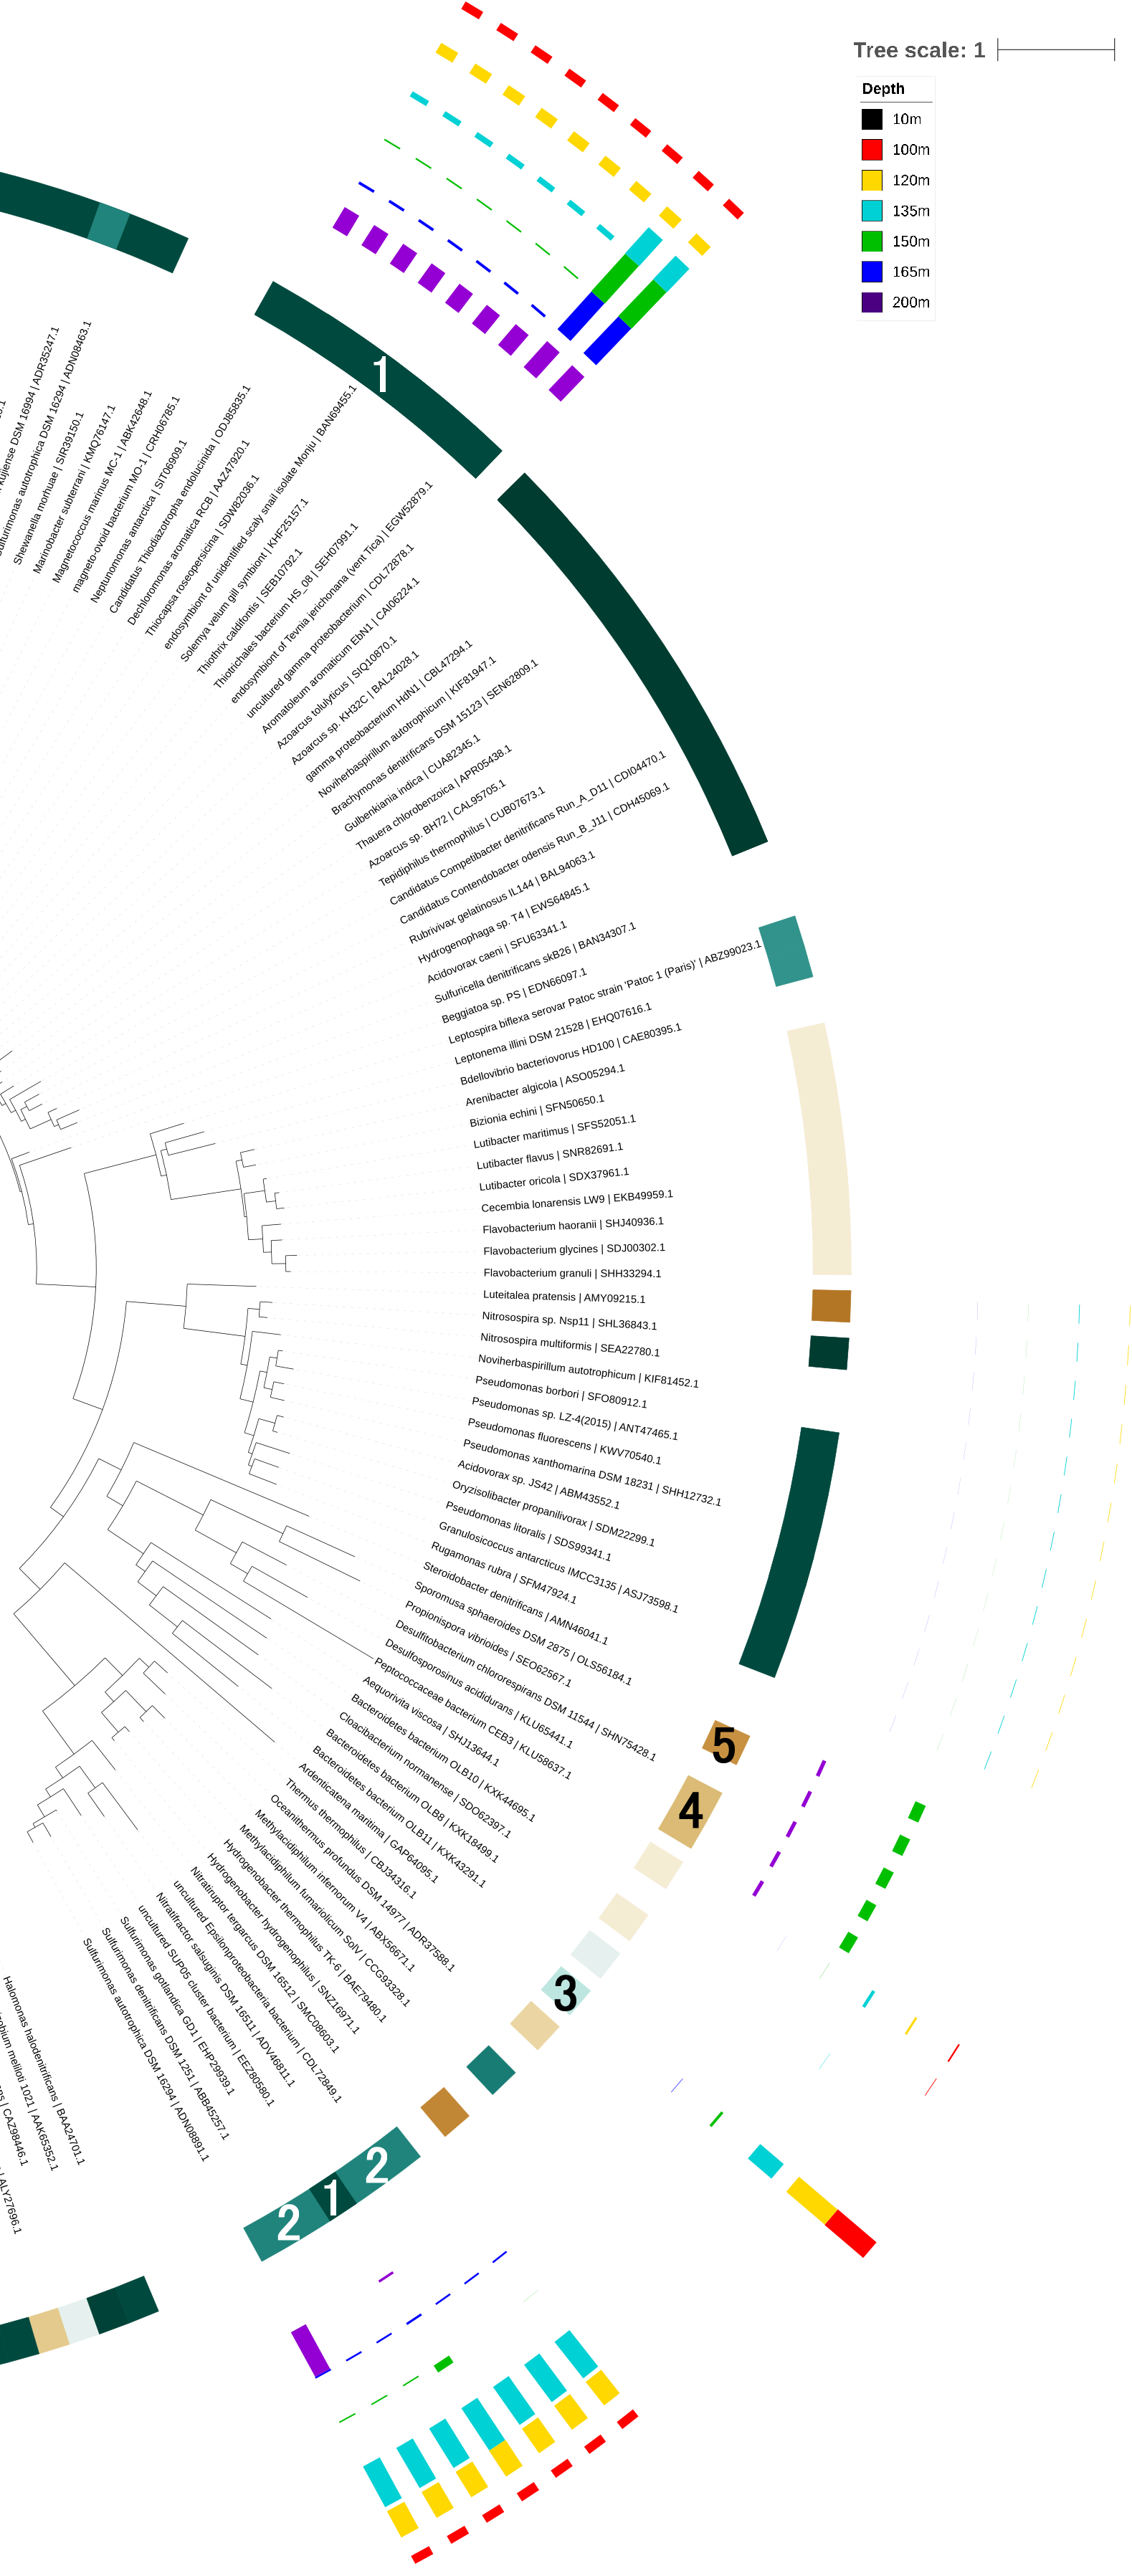 Tree scale: 1
Depth
10m
100m
120m
135m
150m
165m
200m
1
kujiense DSM 16994 | ADR35247.1
Sulfurimonas autotrophica DSM 16294 | ADN08463.1
Shewanella morhuae | SIR39150.1
Marinobacter subterrani | KMQ76147.1
Magnetococcus marinus MC-1 | ABK42648.1
magneto-ovoid bacterium MO-1 | CRH06785.1
Neptunomonas antarctica | SIT06909.1
Candidatus Thiodiazotropha endolucinida | ODJ85835.1
Dechloromonas aromatica RCB | AAZ47920.1
Thiocapsa roseopersicina | SDW82036.1
endosymbiont of unidentified scaly snail isolate Monju | BAN69455.1
Solemya velum gill symbiont | KHF25157.1
Thiothrix caldifontis | SEB10792.1
Thiotrichales bacterium HS_08 | SEH07991.1
endosymbiont of Tevnia jerichonana (vent Tica) | EGW52879.1
uncultured gamma proteobacterium | CDL72878.1
Aromatoleum aromaticum EbN1 | CAI06224.1
Azoarcus tolulyticus | SIQ10870.1
Azoarcus sp. KH32C | BAL24028.1
gamma proteobacterium HdN1 | CBL47294.1
Noviherbaspirillum autotrophicum | KIF81947.1
Brachymonas denitrificans DSM 15123 | SEN62809.1
Gulbenkiania indica | CUA82345.1
Thauera chlorobenzoica | APR05438.1
Azoarcus sp. BH72 | CAL95705.1
Tepidiphilus thermophilus | CUB07673.1
Candidatus Competibacter denitrificans Run_A_D11 | CDI04470.1
Candidatus Contendobacter odensis Run_B_J11 | CDH45069.1
Rubrivivax gelatinosus IL144 | BAL94063.1
Hydrogenophaga sp. T4 | EWS64845.1
Acidovorax caeni | SFU63341.1
Sulfuricella denitrificans skB26 | BAN34307.1
Beggiatoa sp. PS | EDN66097.1
Leptospira biflexa serovar Patoc strain 'Patoc 1 (Paris)' | ABZ99023.1
Leptonema illini DSM 21528 | EHQ07616.1
Bdellovibrio bacteriovorus HD100 | CAE80395.1
Arenibacter algicola | ASO05294.1
Bizionia echini | SFN50650.1
Lutibacter maritimus | SFS52051.1
Lutibacter flavus | SNR82691.1
Lutibacter oricola | SDX37961.1
Cecembia lonarensis LW9 | EKB49959.1
Flavobacterium haoranii | SHJ40936.1
Flavobacterium glycines | SDJ00302.1
Flavobacterium granuli | SHH33294.1
Luteitalea pratensis | AMY09215.1
Nitrosospira sp. Nsp11 | SHL36843.1
Nitrosospira multiformis | SEA22780.1
Noviherbaspirillum autotrophicum | KIF81452.1
Pseudomonas borbori | SFO80912.1
Pseudomonas sp. LZ-4(2015) | ANT47465.1
Pseudomonas fluorescens | KWV70540.1
Pseudomonas xanthomarina DSM 18231 | SHH12732.1
Acidovorax sp. JS42 | ABM43552.1
Oryzisolibacter propanilivorax | SDM22299.1
Pseudomonas litoralis | SDS99341.1
Granulosicoccus antarcticus IMCC3135 | ASJ73598.1
Rugamonas rubra | SFM47924.1
Steroidobacter denitrificans | AMN46041.1
Sporomusa sphaeroides DSM 2875 | OLS56184.1
Propionispora vibrioides | SEO62567.1
Desulfitobacterium chlororespirans DSM 11544 | SHN75428.1
Desulfosporosinus acididurans | KLU65441.1
Peptococcaceae bacterium CEB3 | KLU58637.1
Aequorivita viscosa | SHJ13644.1
Bacteroidetes bacterium OLB10 | KXK44695.1
Cloacibacterium normanense | SDO62397.1
Bacteroidetes bacterium OLB8 | KXK18499.1
Bacteroidetes bacterium OLB11 | KXK43291.1
Ardenticatena maritima | GAP64095.1
Thermus thermophilus | CBJ34316.1
Oceanithermus profundus DSM 14977 | ADR37588.1
Methylacidiphilum infernorum V4 | ABX56671.1
Methylacidiphilum fumariolicum SolV | CCG93328.1
Hydrogenobacter thermophilus TK-6 | BAE79480.1
Hydrogenobacter hydrogenophilus | SNZ16971.1
Nitratiruptor tergarcus DSM 16512 | SMC08603.1
uncultured Epsilonproteobacteria bacterium | CDL72849.1
Nitratifractor salsuginis DSM 16511 | ADV46811.1
uncultured SUP05 cluster bacterium | EEZ80580.1
Sulfurimonas gotlandica GD1 | EHP29939.1
Sulfurimonas denitrificans DSM 1251 | ABB45257.1
Sulfurimonas autotrophica DSM 16294 | ADN08891.1
5
4
3
2
1
2
Halomonas halodenitrificans | BAA24701.1
meliloti 1021 | AAK65352.1
| CAZ98446.1
ALY27696.1